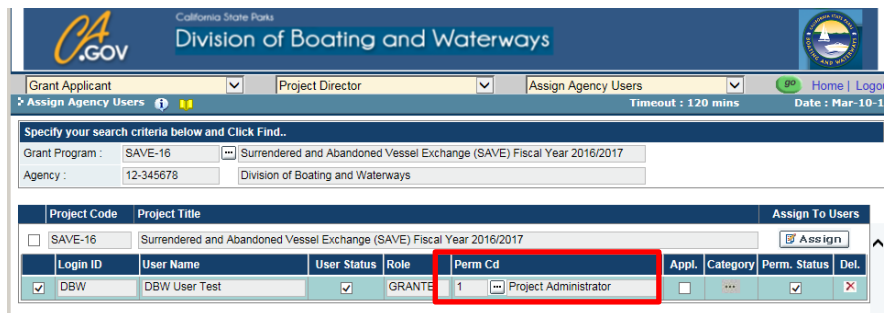 CA.GOV
California State Parks
Division of Boating and Waterways
Grant Applicant Project Director Assign Agency Users go Home | Logou
Assign Agency Users Timeout : 120 mins Date : Mar-10-1
Specify your search criteria below and Click Find..
Grant Program : SAVE-16 ... Surrendered and Abandoned Vessel Exchange (SAVE) Fiscal Year 2016/2017
Agency : 12-345678 Division of Boating and Waterways
Project Code Project Title Assign To Users
SAVE-16 Surrendered and Abandoned Vessel Exchange (SAVE) Fiscal Year 2016/2017 Assign
Login ID User Name User Status Role Perm Cd Appl. Category Perm. Status Del.
DBW DBW User Test GRANTE 1 ... Project Administrator ...